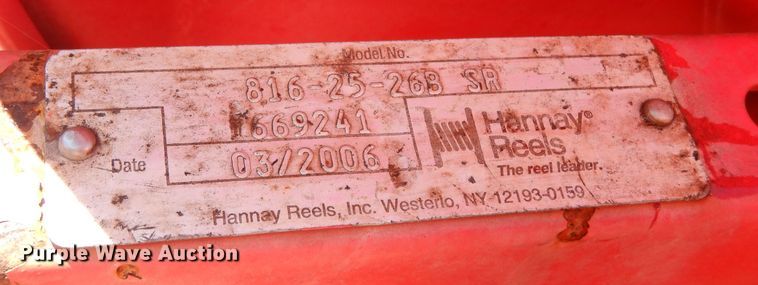 Model No.
816-25-26B SR
1669241
Date 03/2006
Hannay®
Reels
The reel leader.
Hannay Reels, Inc. Westerlo, NY 12193-0159
Purple Wave Auction